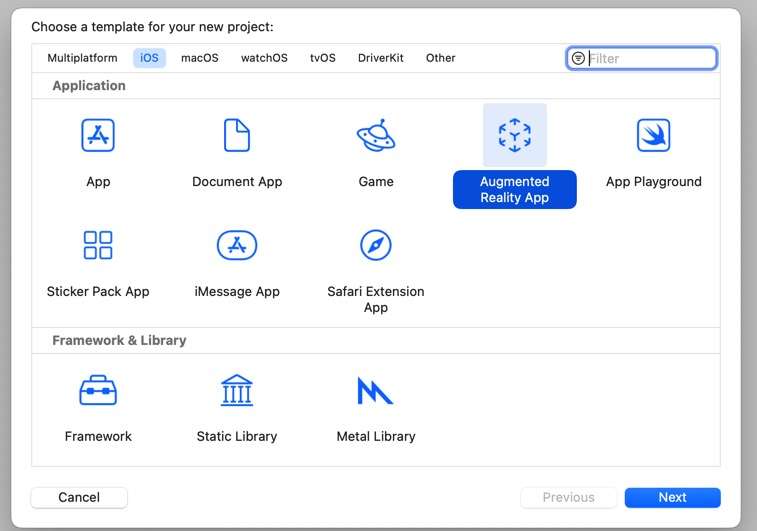 Choose a template for your new project:
Multiplatform iOS macOS watchOS tvOS DriverKit Other Filter
Application
App Document App Game Augmented Reality App App Playground
Sticker Pack App iMessage App Safari Extension App
Framework & Library
Framework Static Library Metal Library
Cancel Previous Next